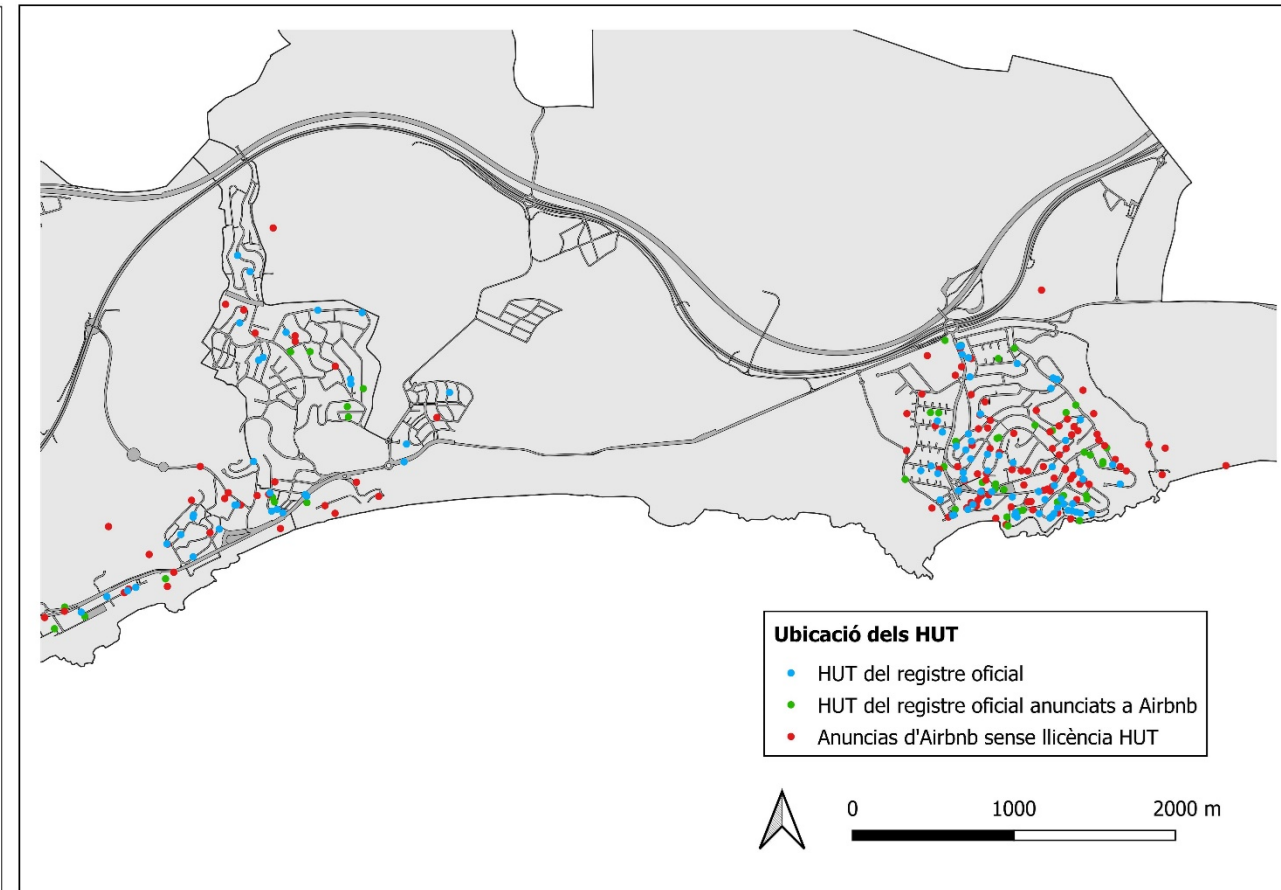 Ubicació dels HUT
HUT del registre oficial
HUT del registre oficial anunciats a Airbnb
Anuncias d'Airbnb sense llicència HUT
0 1000 2000 m